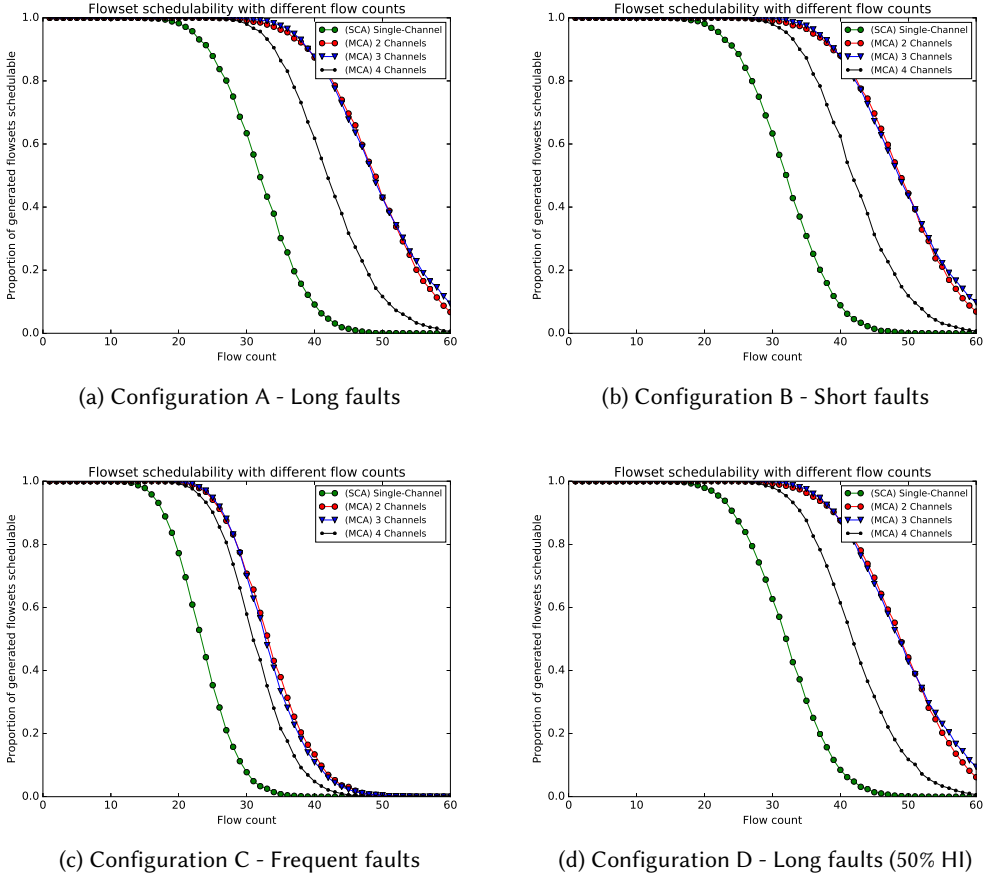 Flowset schedulability with different flow counts
Proportion of generated flowsets schedulable
1.0
0.8
0.6
0.4
0.2
0.0
0 10 20 30 40 50 60
Flow count
(SCA) Single-Channel
(MCA) 2 Channels
(MCA) 3 Channels
(MCA) 4 Channels
(a) Configuration A - Long faults
Flowset schedulability with different flow counts
Proportion of generated flowsets schedulable
1.0
0.8
0.6
0.4
0.2
0.0
0 10 20 30 40 50 60
Flow count
(SCA) Single-Channel
(MCA) 2 Channels
(MCA) 3 Channels
(MCA) 4 Channels
(b) Configuration B - Short faults
Flowset schedulability with different flow counts
Proportion of generated flowsets schedulable
1.0
0.8
0.6
0.4
0.2
0.0
0 10 20 30 40 50 60
Flow count
(SCA) Single-Channel
(MCA) 2 Channels
(MCA) 3 Channels
(MCA) 4 Channels
(c) Configuration C - Frequent faults
Flowset schedulability with different flow counts
Proportion of generated flowsets schedulable
1.0
0.8
0.6
0.4
0.2
0.0
0 10 20 30 40 50 60
Flow count
(SCA) Single-Channel
(MCA) 2 Channels
(MCA) 3 Channels
(MCA) 4 Channels
(d) Configuration D - Long faults (50% HI)